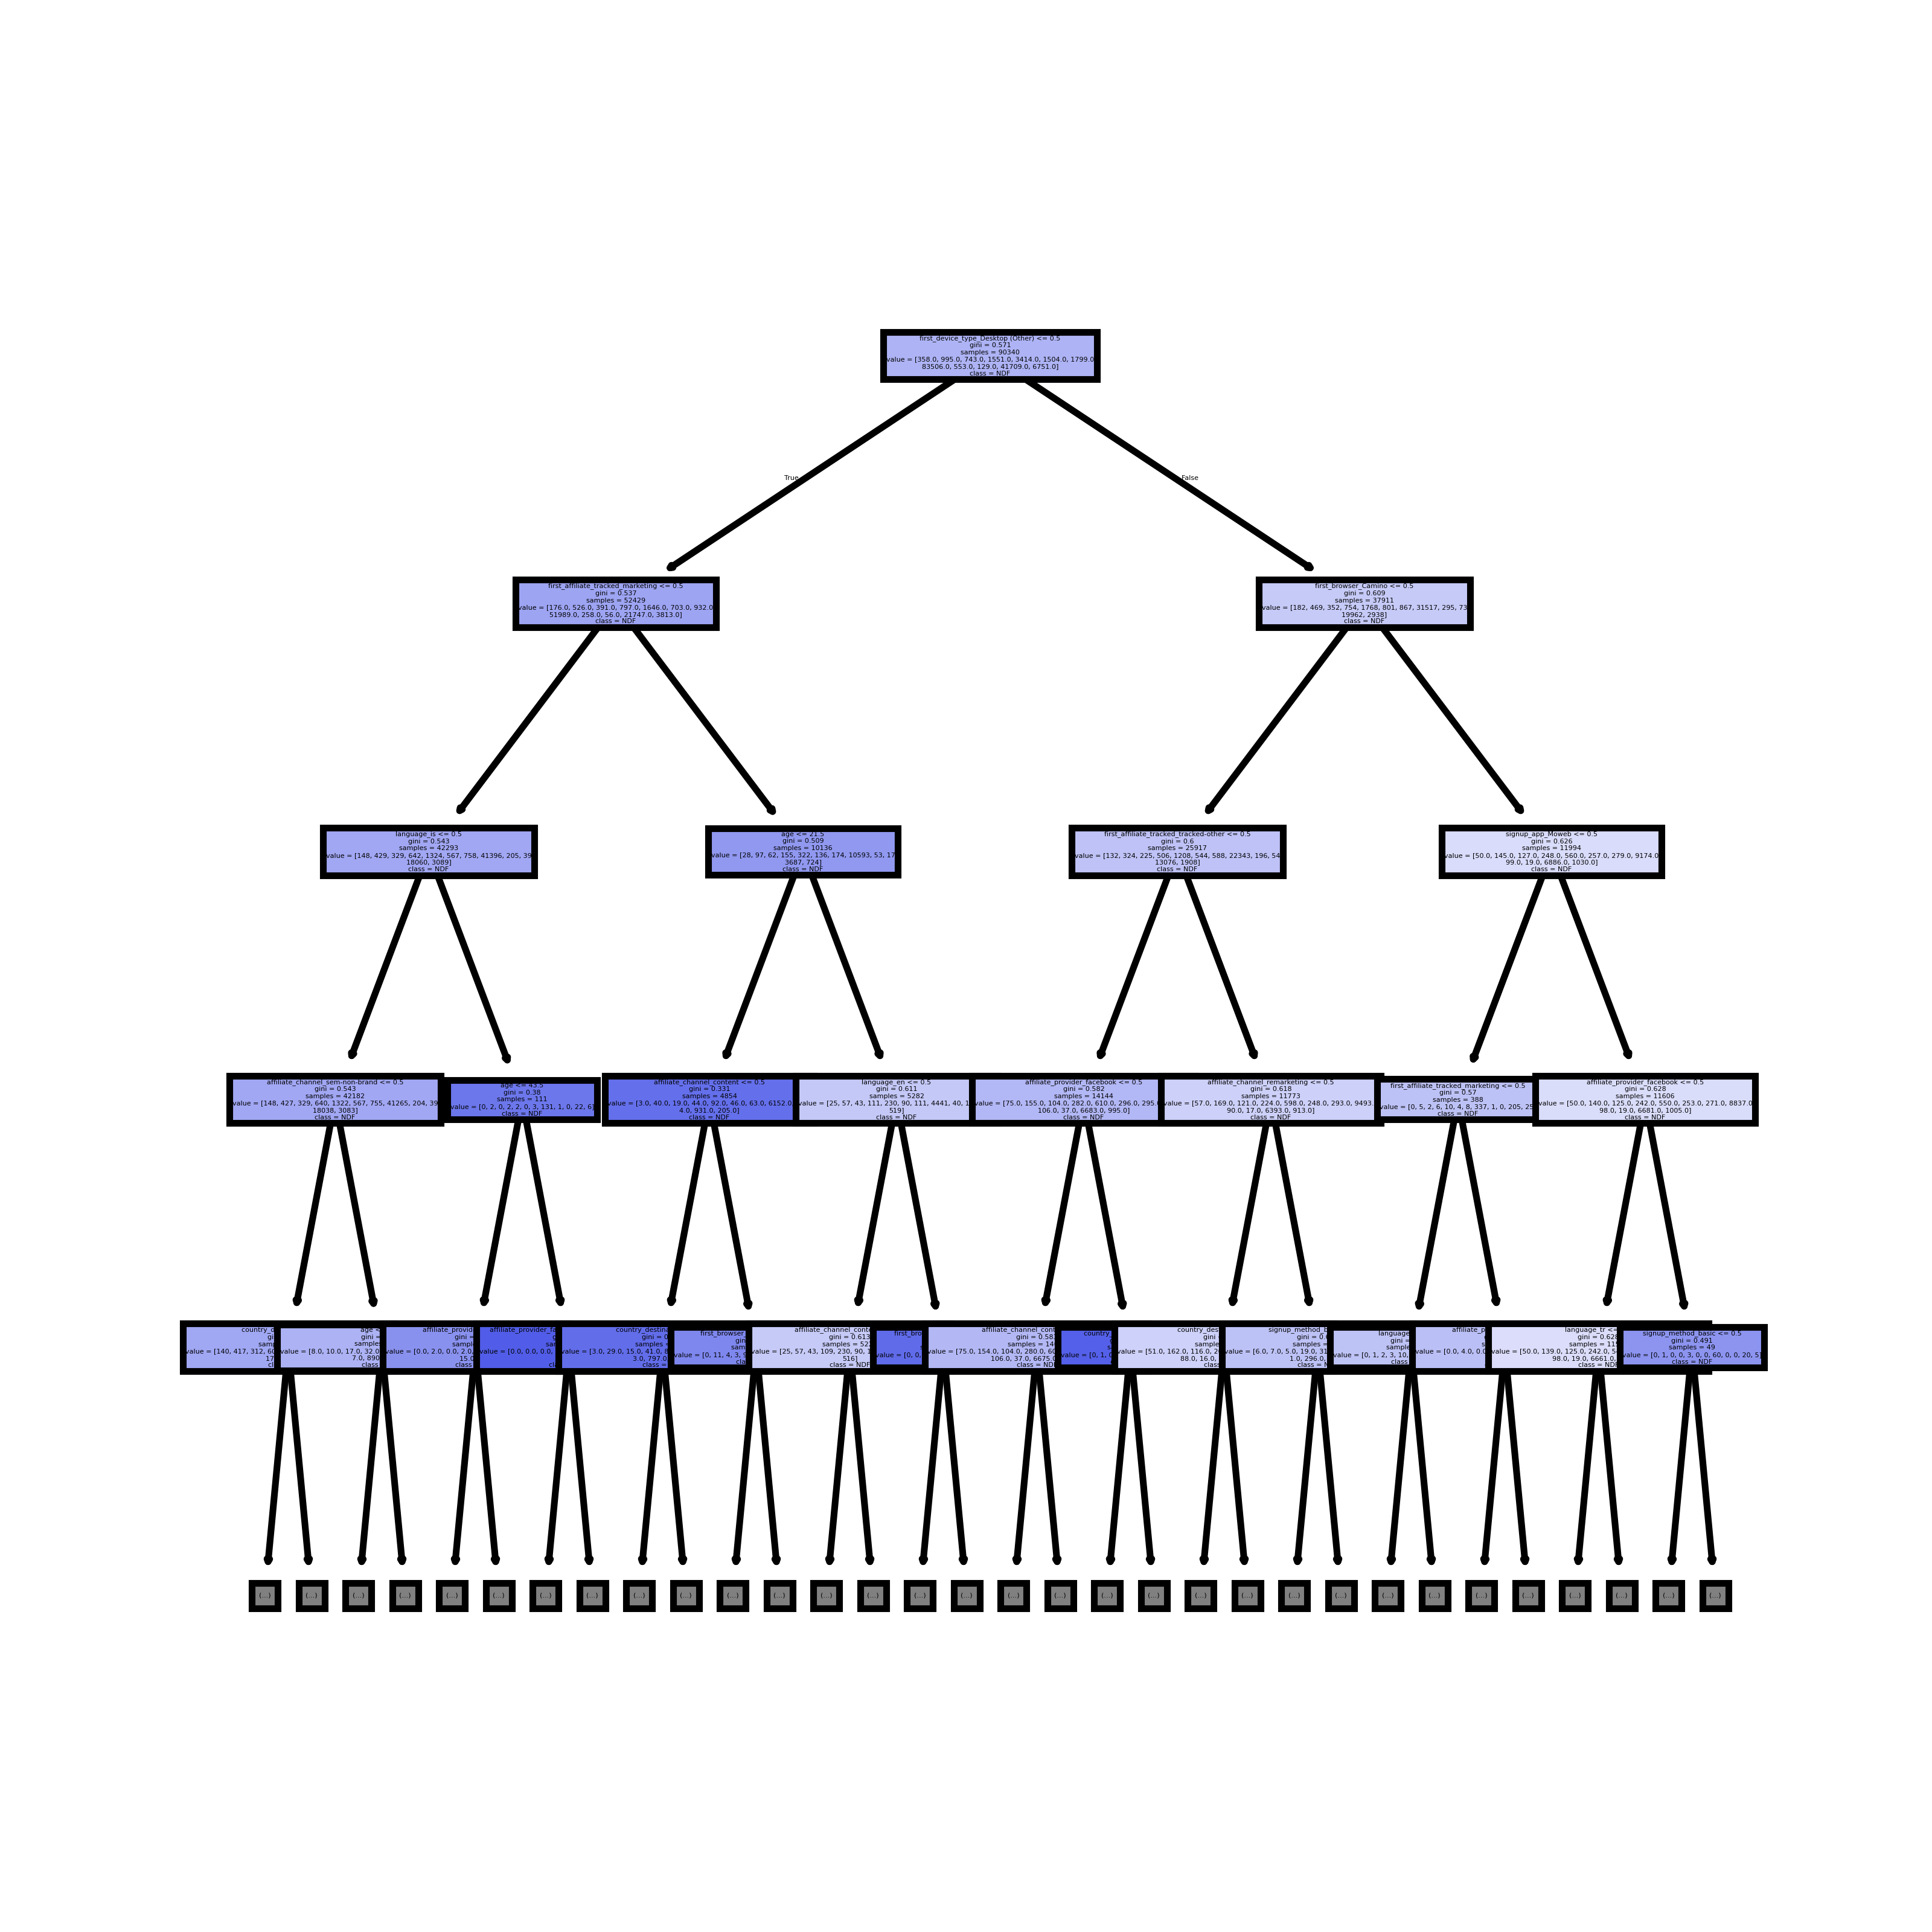 first_device_type_Desktop (Other) <= 0.5
gini = 0.571
samples = 90340
value = [358.0, 995.0, 743.0, 1551.0, 3414.0, 1504.0, 1799.0
83506.0, 553.0, 129.0, 41709.0, 6751.0]
class = NDF
True
False
first_affiliate_tracked_marketing <= 0.5
gini = 0.537
samples = 52429
value = [176.0, 526.0, 391.0, 797.0, 1646.0, 703.0, 932.0
51989.0, 258.0, 56.0, 21747.0, 3813.0]
class = NDF
first_browser_Camino <= 0.5
gini = 0.609
samples = 37911
value = [182, 469, 352, 754, 1768, 801, 867, 31517, 295, 73
19962, 2938]
class = NDF
language_is <= 0.5
gini = 0.543
samples = 42293
value = [148, 429, 329, 642, 1324, 567, 758, 41396, 205, 39
18060, 3089]
class = NDF
age <= 21.5
gini = 0.509
samples = 10136
value = [28, 97, 62, 155, 322, 136, 174, 10593, 53, 17
3687, 724]
class = NDF
first_affiliate_tracked_tracked-other <= 0.5
gini = 0.6
samples = 25917
value = [132, 324, 225, 506, 1208, 544, 588, 22343, 196, 54
13076, 1908]
class = NDF
signup_app_Moweb <= 0.5
gini = 0.626
samples = 11994
value = [50.0, 145.0, 127.0, 248.0, 560.0, 257.0, 279.0, 9174.0
99.0, 19.0, 6886.0, 1030.0]
class = NDF
affiliate_channel_sem-non-brand <= 0.5
gini = 0.543
samples = 42182
value = [148, 427, 329, 640, 1322, 567, 755, 41265, 204, 39
18038, 3083]
class = NDF
age <= 43.5
gini = 0.38
samples = 111
value = [0, 2, 0, 2, 2, 0, 3, 131, 1, 0, 22, 6]
class = NDF
affiliate_channel_content <= 0.5
gini = 0.331
samples = 4854
value = [3.0, 40.0, 19.0, 44.0, 92.0, 46.0, 63.0, 6152.0
4.0, 931.0, 205.0]
class = NDF
language_en <= 0.5
gini = 0.611
samples = 5282
value = [25, 57, 43, 111, 230, 90, 111, 4441, 40, 1
519]
class = NDF
affiliate_provider_facebook <= 0.5
gini = 0.582
samples = 14144
value = [75.0, 155.0, 104.0, 282.0, 610.0, 296.0, 295.
106.0, 37.0, 6683.0, 995.0]
class = NDF
affiliate_channel_remarketing <= 0.5
gini = 0.618
samples = 11773
value = [57.0, 169.0, 121.0, 224.0, 598.0, 248.0, 293.0, 9493.
90.0, 17.0, 6393.0, 913.0]
class = NDF
first_affiliate_tracked_marketing <= 0.5
gini = 0.57
samples = 388
value = [0, 5, 2, 6, 10, 4, 8, 337, 1, 0, 205, 25
class = NDF
affiliate_provider_facebook <= 0.5
gini = 0.628
samples = 11606
value = [50.0, 140.0, 125.0, 242.0, 550.0, 253.0, 271.0, 8837.0
98.0, 19.0, 6681.0, 1005.0]
class = NDF
country_d
value = [140, 417, 312, 60
17
age <
gini =
samples
value = [8.0, 10.0, 17.0, 32.0
7.0, 890
class
affiliate_provid
gini =
value = [0.0, 2.0, 0.0, 2.0
15.0
class
affiliate_provider_fa
value = [0.0, 0.0, 0.0,
country_destina
gini = 0
samples =
value = [3.0, 29.0, 15.0, 41.0, 8
3.0, 797.0
class =
first_browser
gini
sam
value = [0, 11, 4, 3, 9
cla
affiliate_channel_cont
gini = 0.613
samples = 52
value = [25, 57, 43, 109, 230, 90, 1
516]
class = NDF
first_bro
value = [0, 0,
affiliate_channel_con
gini = 0.58
samples = 14
value = [75.0, 154.0, 104.0, 280.0, 60
106.0, 37.0, 6675.0
class = ND
country_
value = [0, 1,
country_des
gini
sample
value = [51.0, 162.0, 116.0, 2
88.0, 16.0,
class
signup_method_b
gini = 0.
samples =
value = [6.0, 7.0, 5.0, 19.0, 31
1.0, 296.0,
class = N
language
gini =
sample
value = [0, 1, 2, 3, 10,
class
affiliate_p
value = [0.0, 4.0, 0.0
language_tr <=
gini = 0.628
samples = 115
value = [50.0, 139.0, 125.0, 242.0, 5
98.0, 19.0, 6661.0,
class = NDF
signup_method_basic <= 0.5
gini = 0.491
samples = 49
value = [0, 1, 0, 0, 3, 0, 0, 60, 0, 0, 20, 5]
class = NDF
(...) (...) (...) (...) (...) (...) (...) (...) (...) (...) (...) (...) (...) (...) (...) (...) (...) (...) (...) (...) (...) (...) (...) (...) (...) (...) (...) (...) (...) (...) (...) (...)